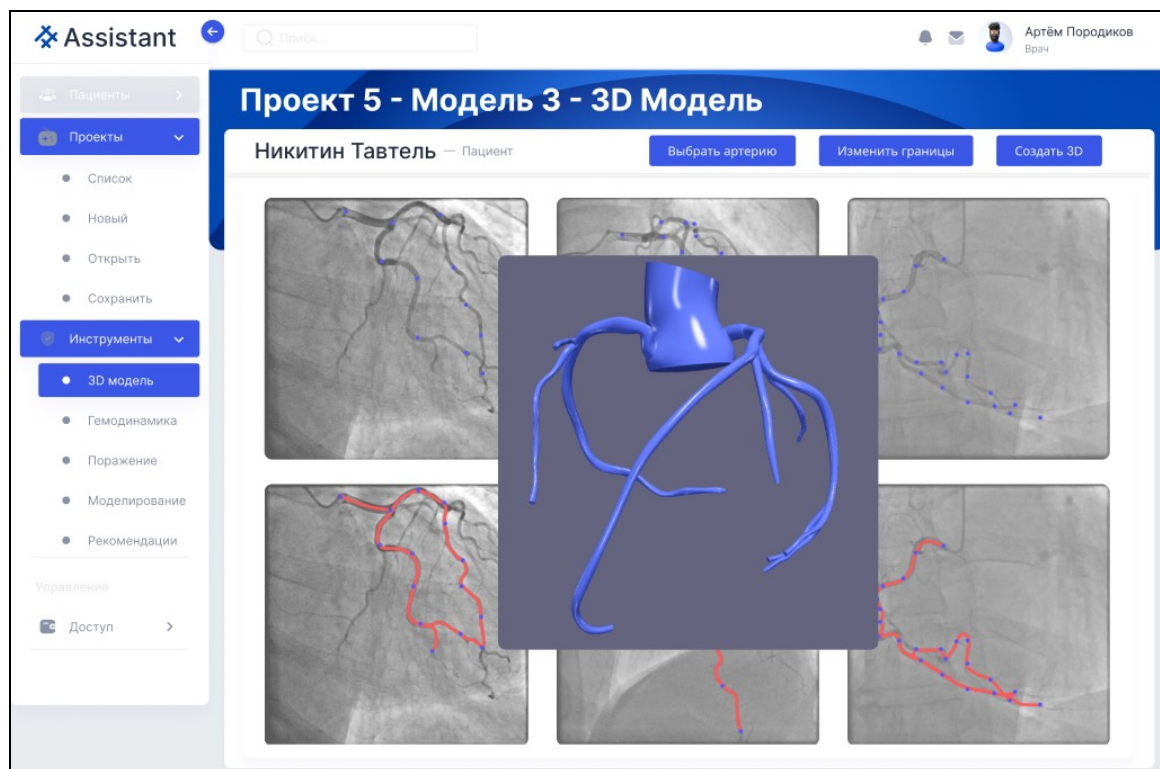 Assistant
Поиск...
Артём Породиков
Врач
Пациенты
Проекты
Список
Новый
Открыть
Сохранить
Инструменты
3D модель
Гемодинамика
Поражение
Моделирование
Рекомендации
Управление
Доступ
Проект 5 - Модель 3 - 3D Модель
Никитин Тавтель — Пациент
Выбрать артерию
Изменить границы
Создать 3D